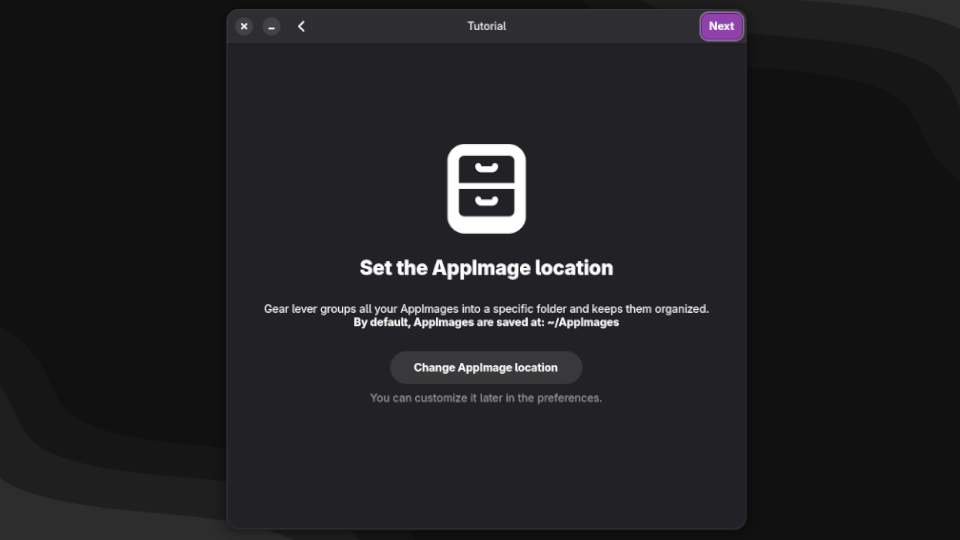 Tutorial
Next
Set the AppImage location
Gear lever groups all your AppImages into a specific folder and keeps them organized.
By default, AppImages are saved at: ~/AppImages
Change AppImage location
You can customize it later in the preferences.